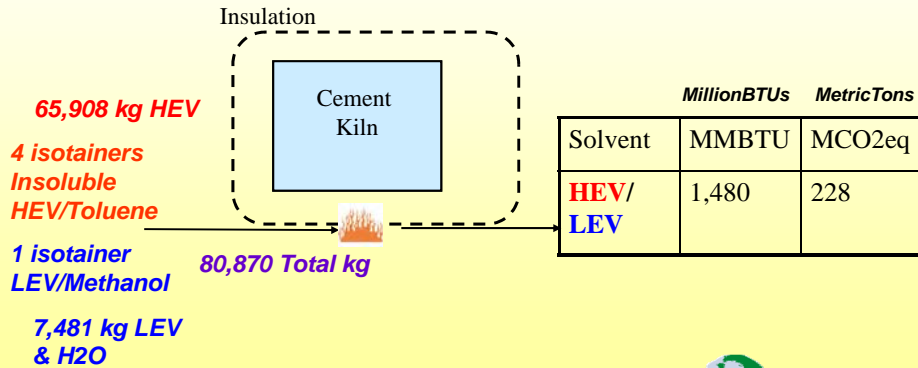 Insulation
65,908 kg HEV
4 isotainers
Insoluble
HEV/Toluene
1 isotainer
LEV/Methanol
7,481 kg LEV
& H2O
Cement
Kiln
80,870 Total kg
MillionBTUs MetricTons
Solvent MMBTU MCO2eq
HEV/ 1,480 228
LEV